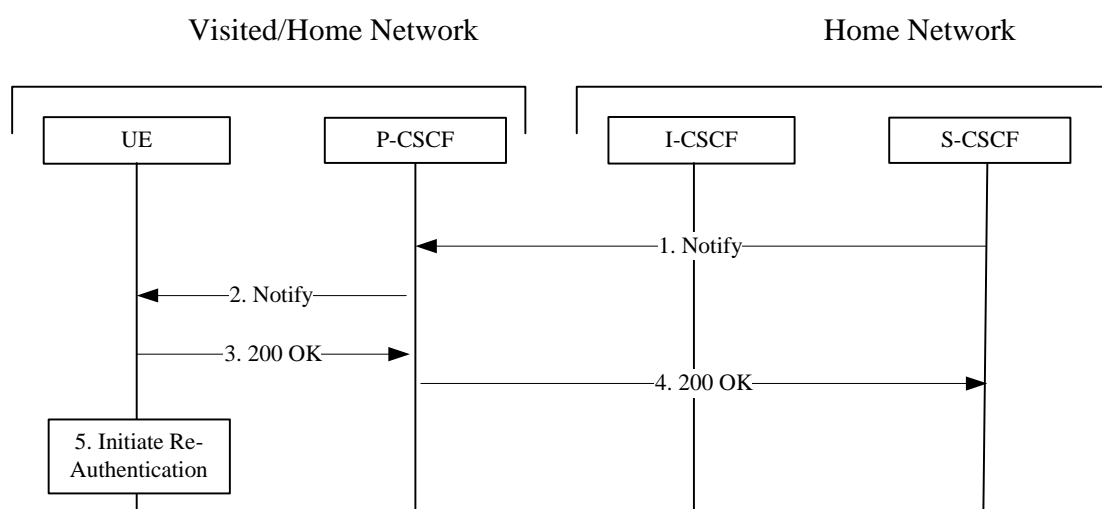 Visited/Home Network
Home Network
UE
P-CSCF
I-CSCF
S-CSCF
1. Notify
2. Notify
3. 200 OK
4. 200 OK
5. Initiate Re-
Authentication